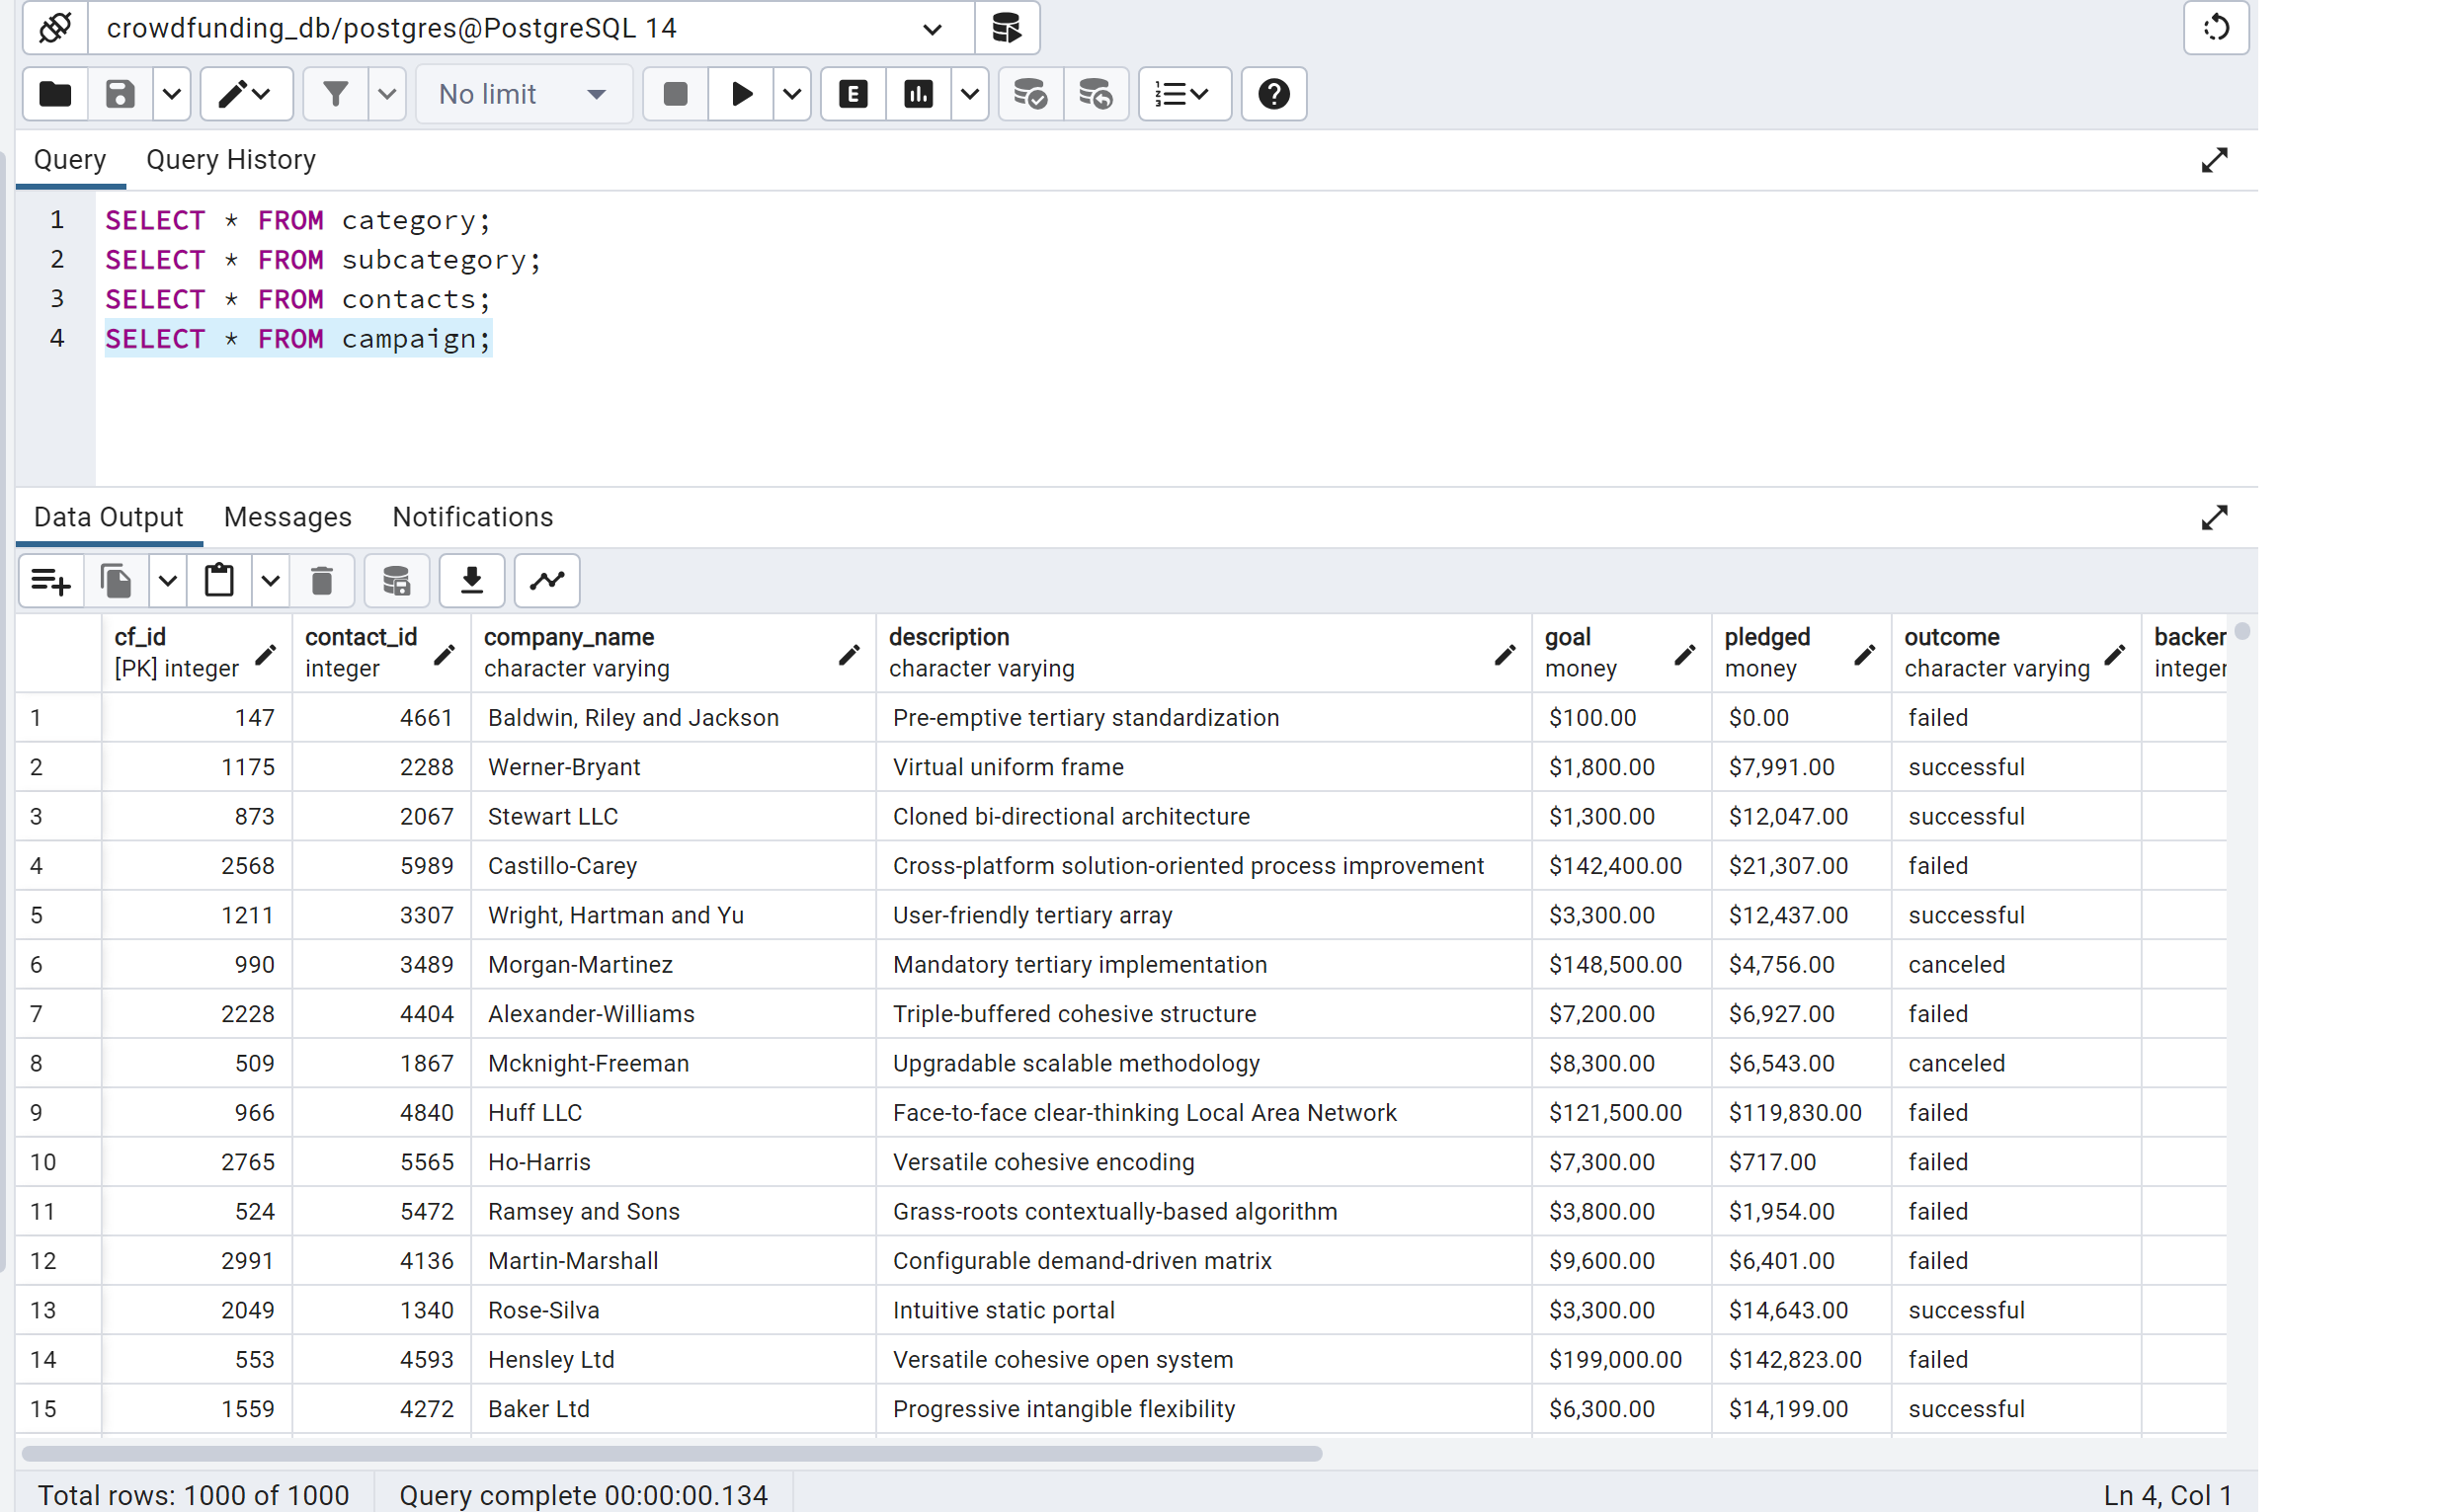 crowdfunding_db/postgres@PostgreSQL 14
No limit
E
Query Query History
1 SELECT * FROM category;
2 SELECT * FROM subcategory;
3 SELECT * FROM contacts;
4 SELECT * FROM campaign;
Data Output Messages Notifications
cf_id contact_id company_name description goal pledged outcome backer
[PK] integer integer character varying character varying money money character varying integer
1 147 4661 Baldwin, Riley and Jackson Pre-emptive tertiary standardization $100.00 $0.00 failed
2 1175 2288 Werner-Bryant Virtual uniform frame $1,800.00 $7,991.00 successful
3 873 2067 Stewart LLC Cloned bi-directional architecture $1,300.00 $12,047.00 successful
4 2568 5989 Castillo-Carey Cross-platform solution-oriented process improvement $142,400.00 $21,307.00 failed
5 1211 3307 Wright, Hartman and Yu User-friendly tertiary array $3,300.00 $12,437.00 successful
6 990 3489 Morgan-Martinez Mandatory tertiary implementation $148,500.00 $4,756.00 canceled
7 2228 4404 Alexander-Williams Triple-buffered cohesive structure $7,200.00 $6,927.00 failed
8 509 1867 Mcknight-Freeman Upgradable scalable methodology $8,300.00 $6,543.00 canceled
9 966 4840 Huff LLC Face-to-face clear-thinking Local Area Network $121,500.00 $119,830.00 failed
10 2765 5565 Ho-Harris Versatile cohesive encoding $7,300.00 $717.00 failed
11 524 5472 Ramsey and Sons Grass-roots contextually-based algorithm $3,800.00 $1,954.00 failed
12 2991 4136 Martin-Marshall Configurable demand-driven matrix $9,600.00 $6,401.00 failed
13 2049 1340 Rose-Silva Intuitive static portal $3,300.00 $14,643.00 successful
14 553 4593 Hensley Ltd Versatile cohesive open system $199,000.00 $142,823.00 failed
15 1559 4272 Baker Ltd Progressive intangible flexibility $6,300.00 $14,199.00 successful
Total rows: 1000 of 1000 Query complete 00:00:00.134 Ln 4, Col 1